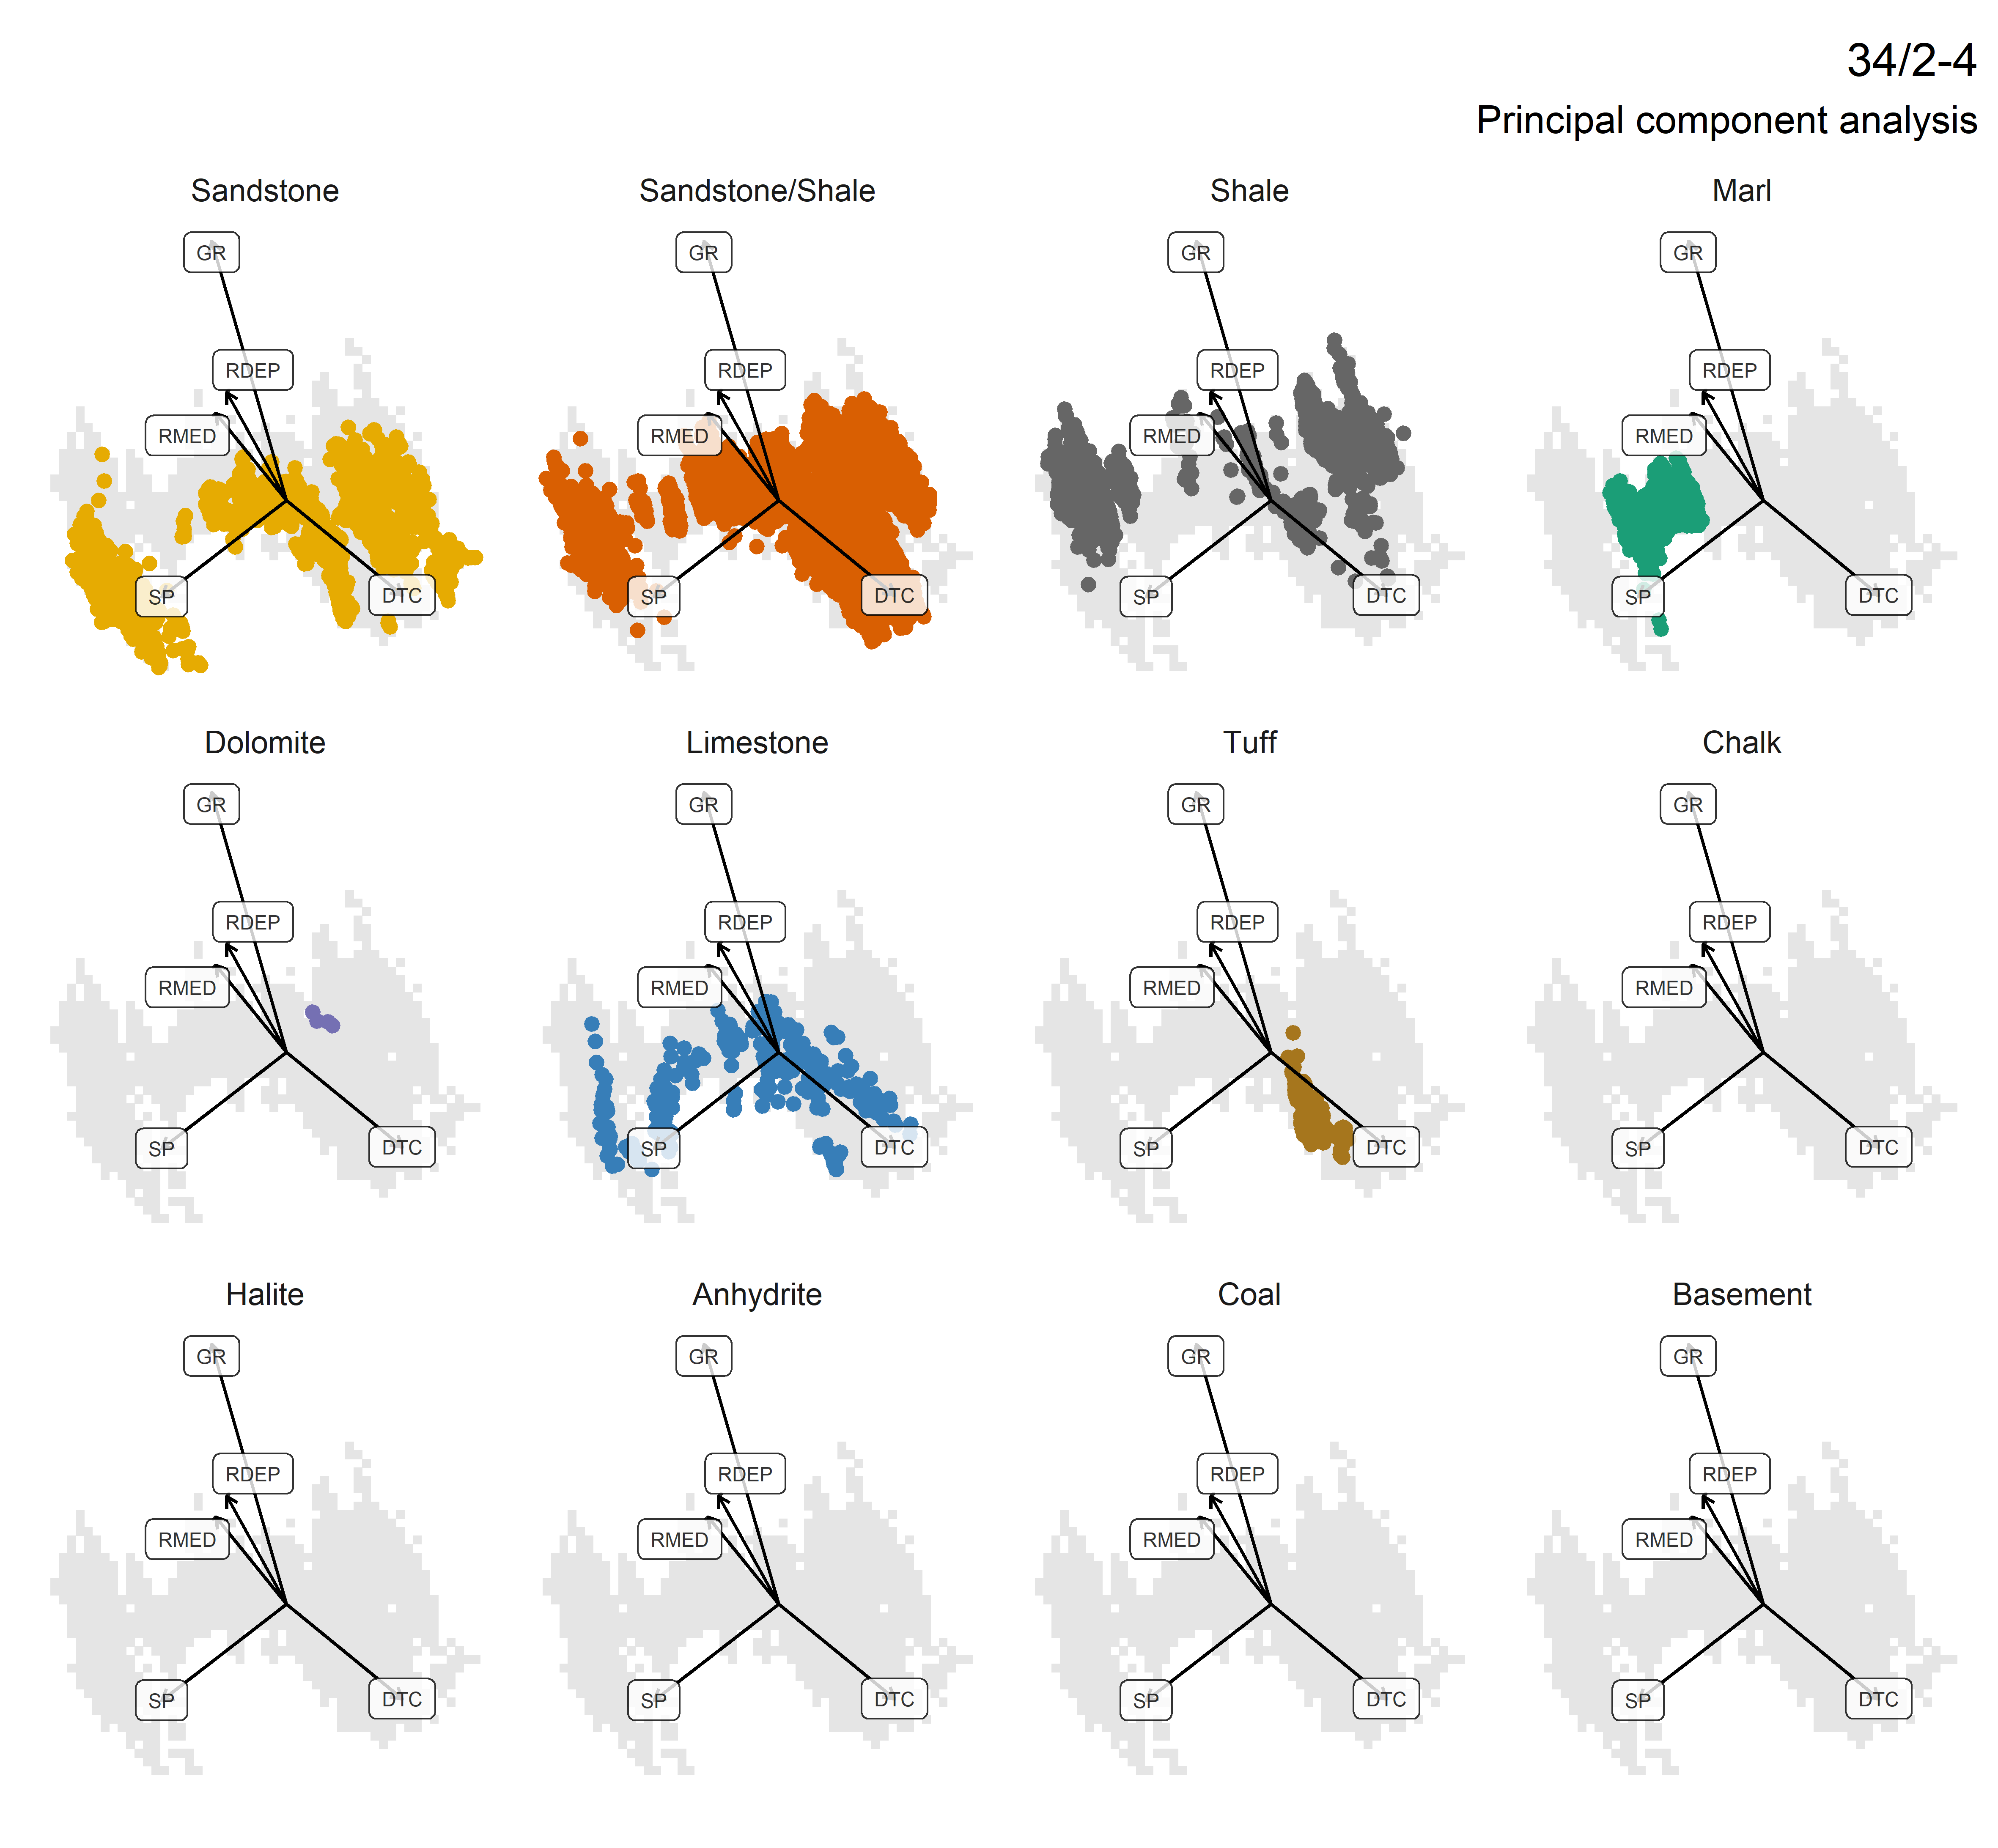 34/2-4
Principal component analysis
Sandstone
GR
RDEP
RMED
SP
DTC
Sandstone/Shale
GR
RDEP
RMED
SP
DTC
Shale
GR
RDEP
RMED
SP
DTC
Marl
GR
RDEP
RMED
SP
DTC
Dolomite
GR
RDEP
RMED
SP
DTC
Limestone
GR
RDEP
RMED
SP
DTC
Tuff
GR
RDEP
RMED
SP
DTC
Chalk
GR
RDEP
RMED
SP
DTC
Halite
GR
RDEP
RMED
SP
DTC
Anhydrite
GR
RDEP
RMED
SP
DTC
Coal
GR
RDEP
RMED
SP
DTC
Basement
GR
RDEP
RMED
SP
DTC